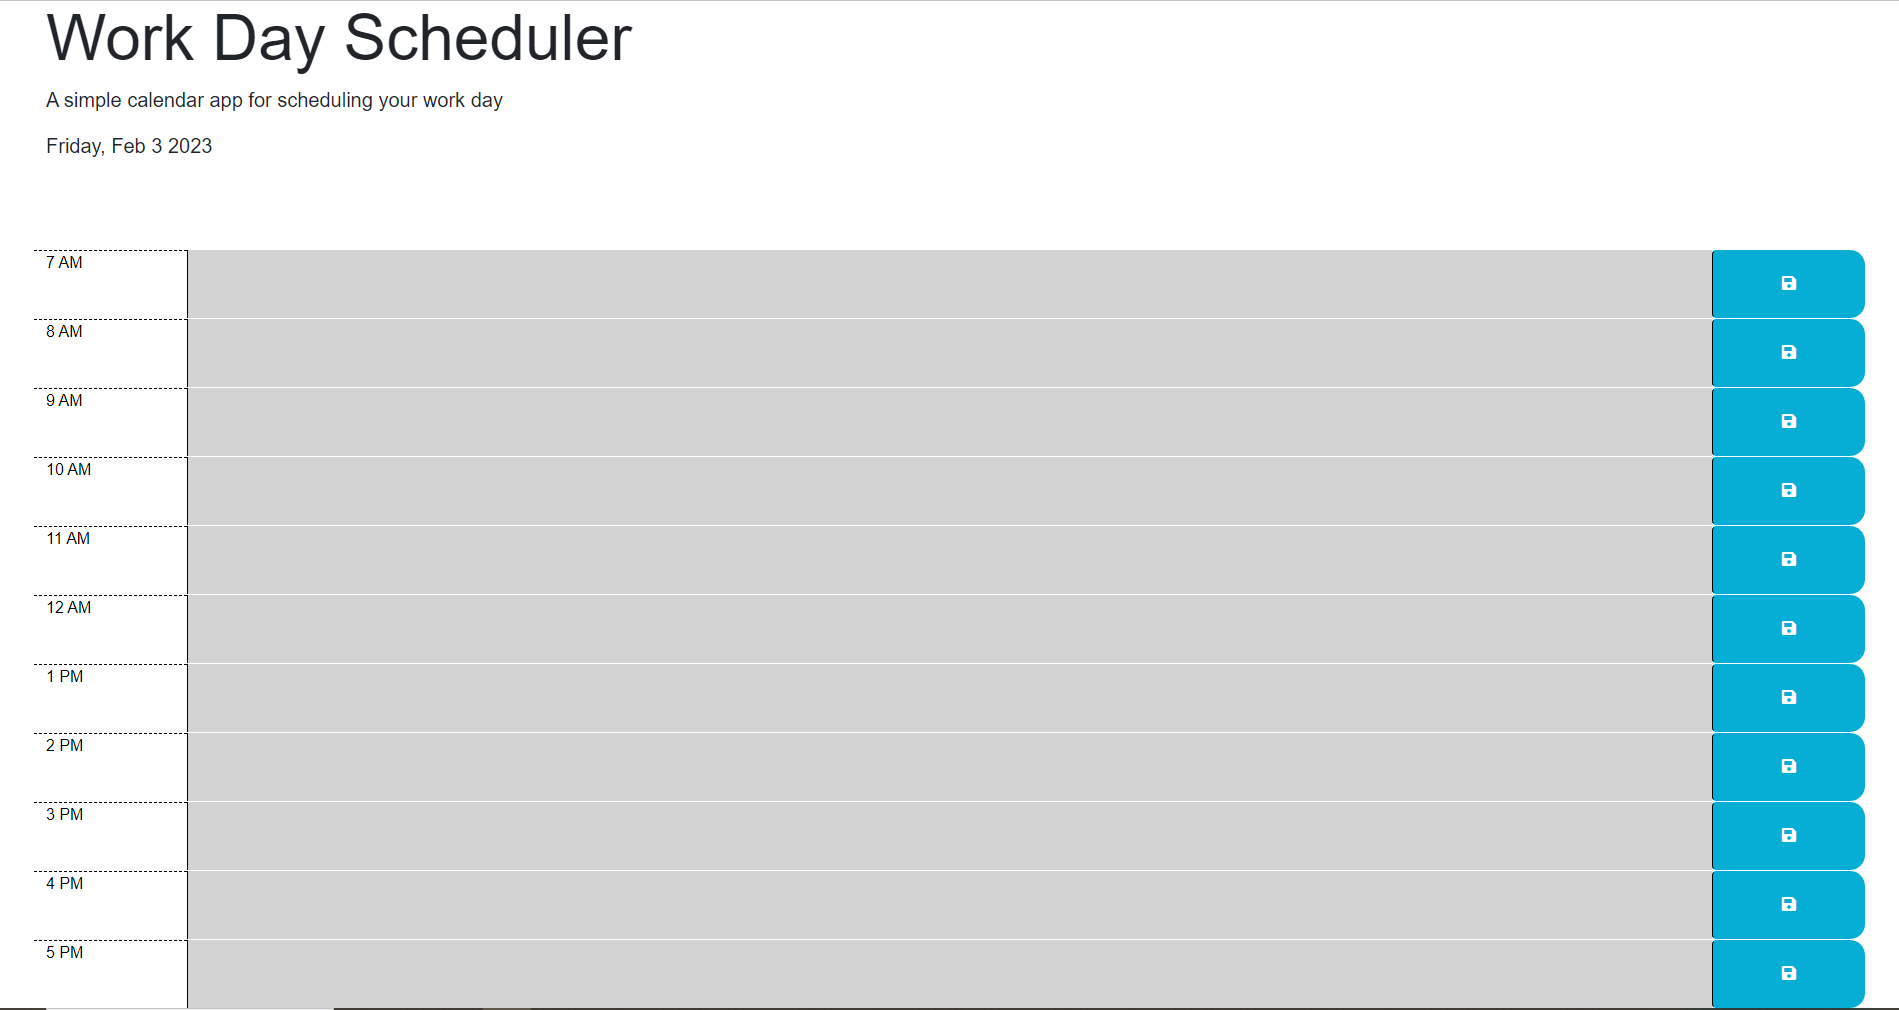 Work Day Scheduler
A simple calendar app for scheduling your work day
Friday, Feb 3 2023
7 AM
8 AM
9 AM
10 AM
11 AM
12 AM
1 PM
2 PM
3 PM
4 PM
5 PM